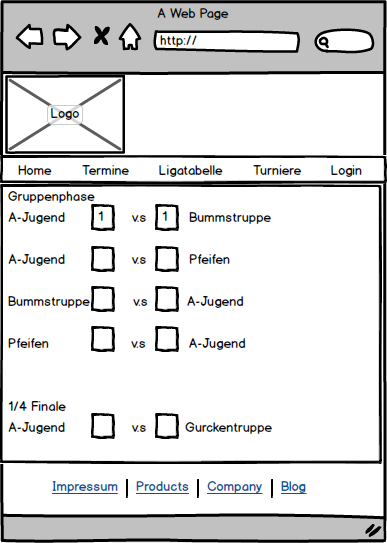 A Web Page
http://
Logo
Home Termine Ligatabelle Turniere Login
Gruppenphase
A-Jugend 1 v.s 1 Bummstruppe
A-Jugend v.s Pfeifen
Bummstruppe v.s A-Jugend
Pfeifen v.s A-Jugend
1/4 Finale
A-Jugend v.s Gurckentruppe
Impressum | Products | Company | Blog